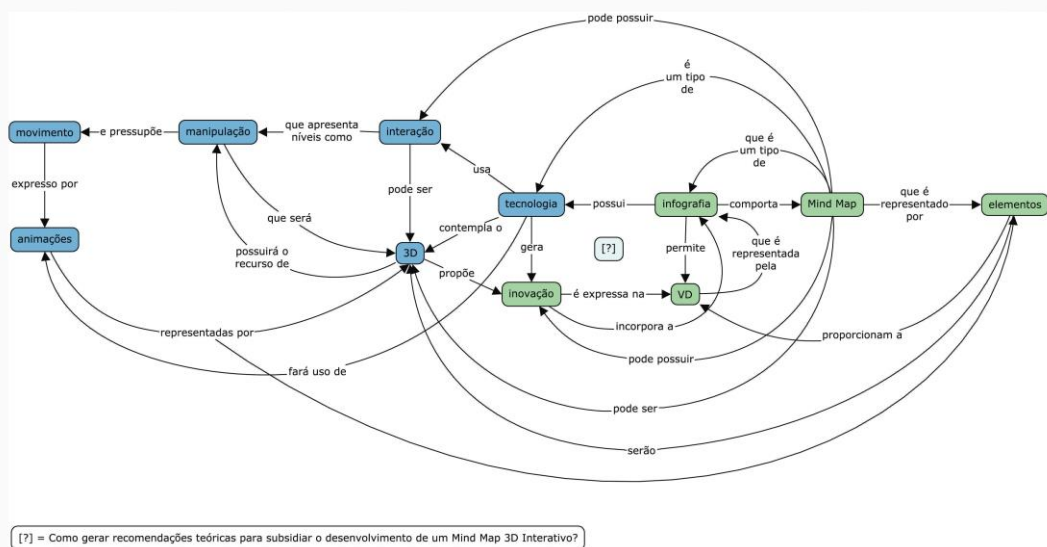 pode possuir
é
um tipo
de
movimento
e pressupõe
manipulação
que apresenta
níveis como
interação
que é
um tipo
de
expresso por
pode ser
usa
que será
tecnologia
possui
infografia
comporta
Mind Map
que é
representado
por
elementos
animações
possuirá o
recurso de
3D
contempla o
gera
[?]
permite
que é
representada
pela
propõe
inovação
é expressa na
VD
representadas por
incorpora a
proporcionam a
fará uso de
pode possuir
pode ser
serão
[?] = Como gerar recomendações teóricas para subsidiar o desenvolvimento de um Mind Map 3D Interativo?